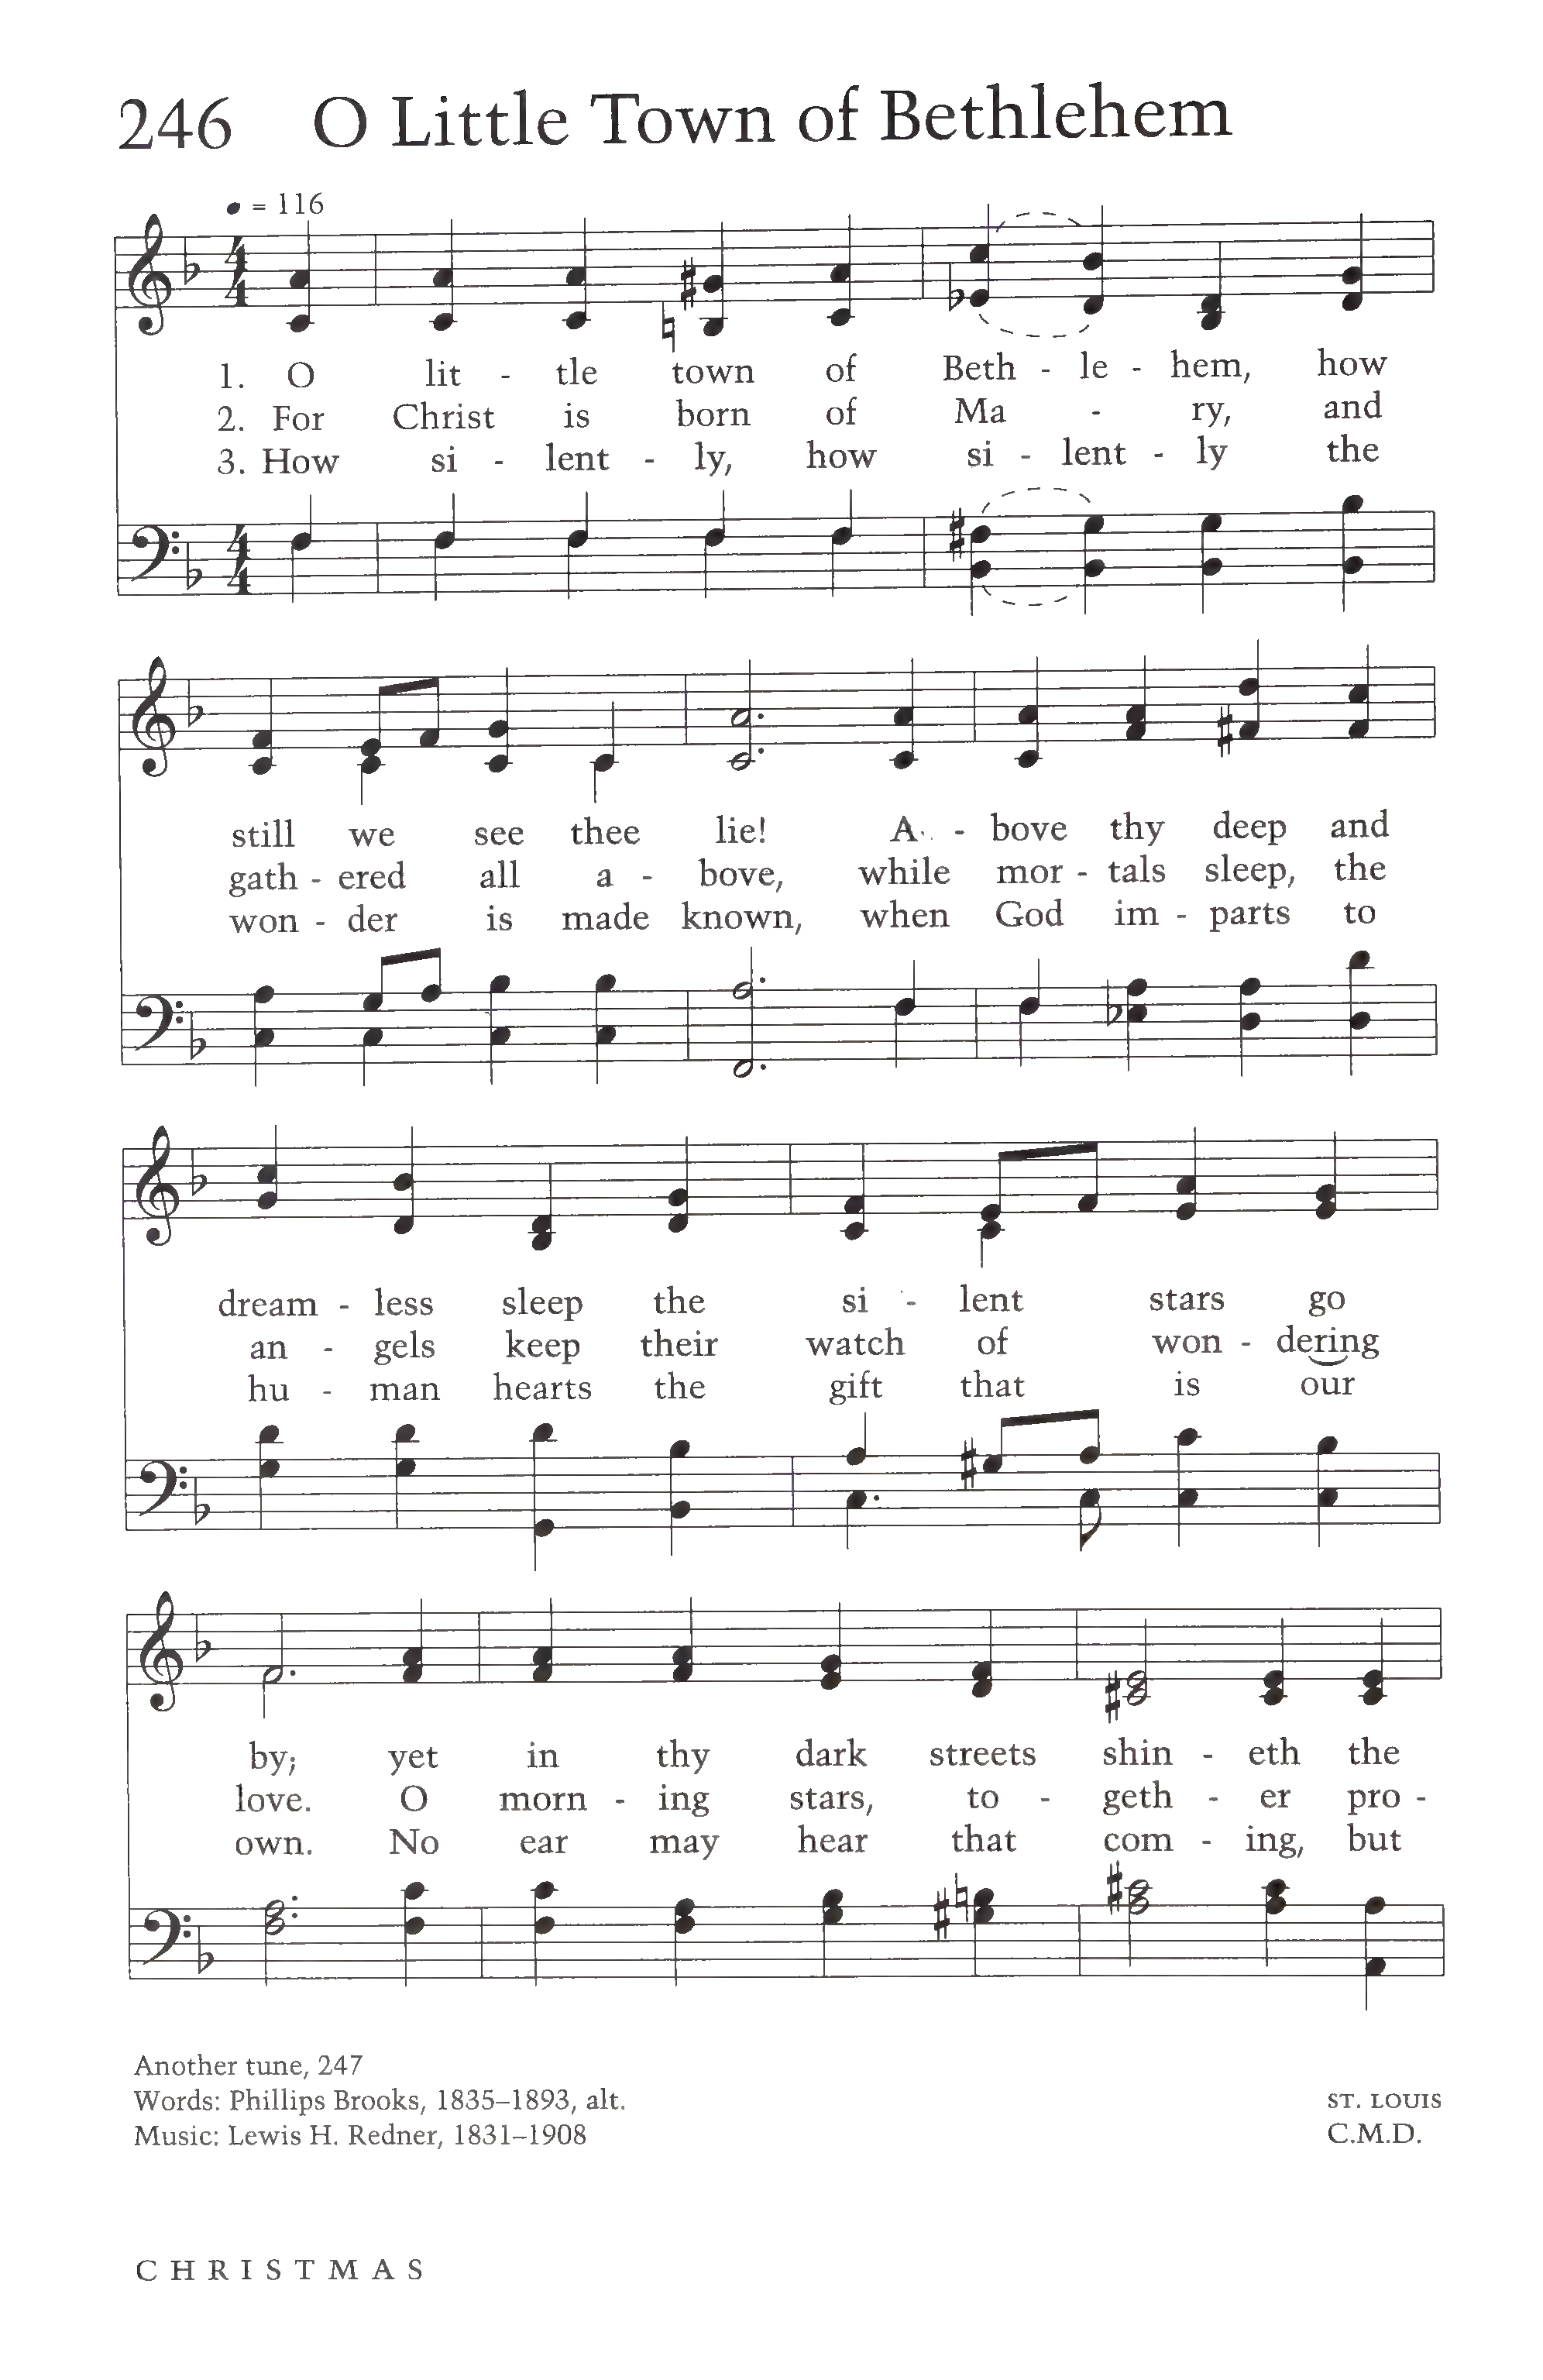 246 O Little Town of Bethlehem
= 116
4 4
1. O lit - tle town of Beth - le - hem, how
2. For Christ is born of Ma - ry, and
3. How si - lent - ly, how si - lent - ly the
4 4
still we see thee lie! A - bove thy deep and
gath - ered all a - bove, while mor - tals sleep, the
won - der is made known, when God im - parts to
dream - less sleep the si - lent stars go
an - gels keep their watch of won - dering
hu - man hearts the gift that is our
by; yet in thy dark streets shin - eth the
love. O morn - ing stars, to - geth - er pro -
own. No ear may hear that com - ing, but
Another tune, 247
Words: Phillips Brooks, 1835–1893, alt. ST. LOUIS
Music: Lewis H. Redner, 1831–1908 C.M.D.
CHRISTMAS